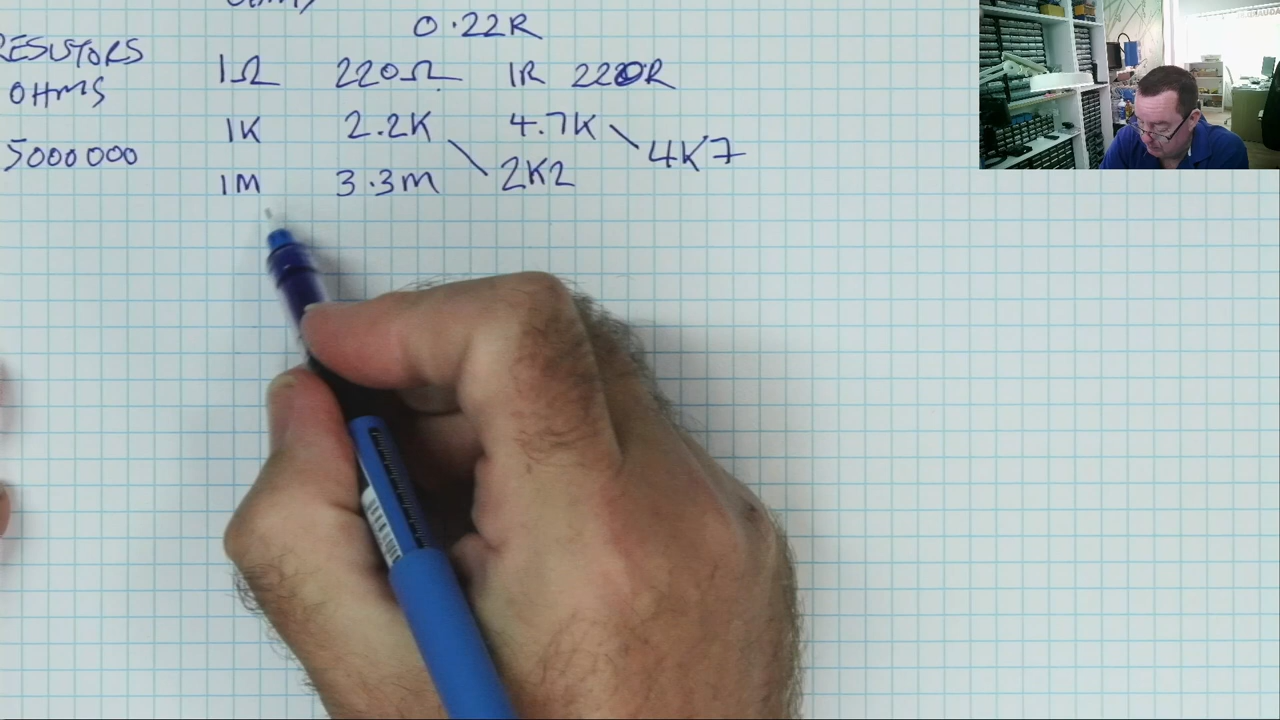 0.22R
RESISTORS 1Ω 220Ω 1R 220R
OHMS
1K 2.2K 4.7K 4K7
5000000
1M 3.3M 2K2